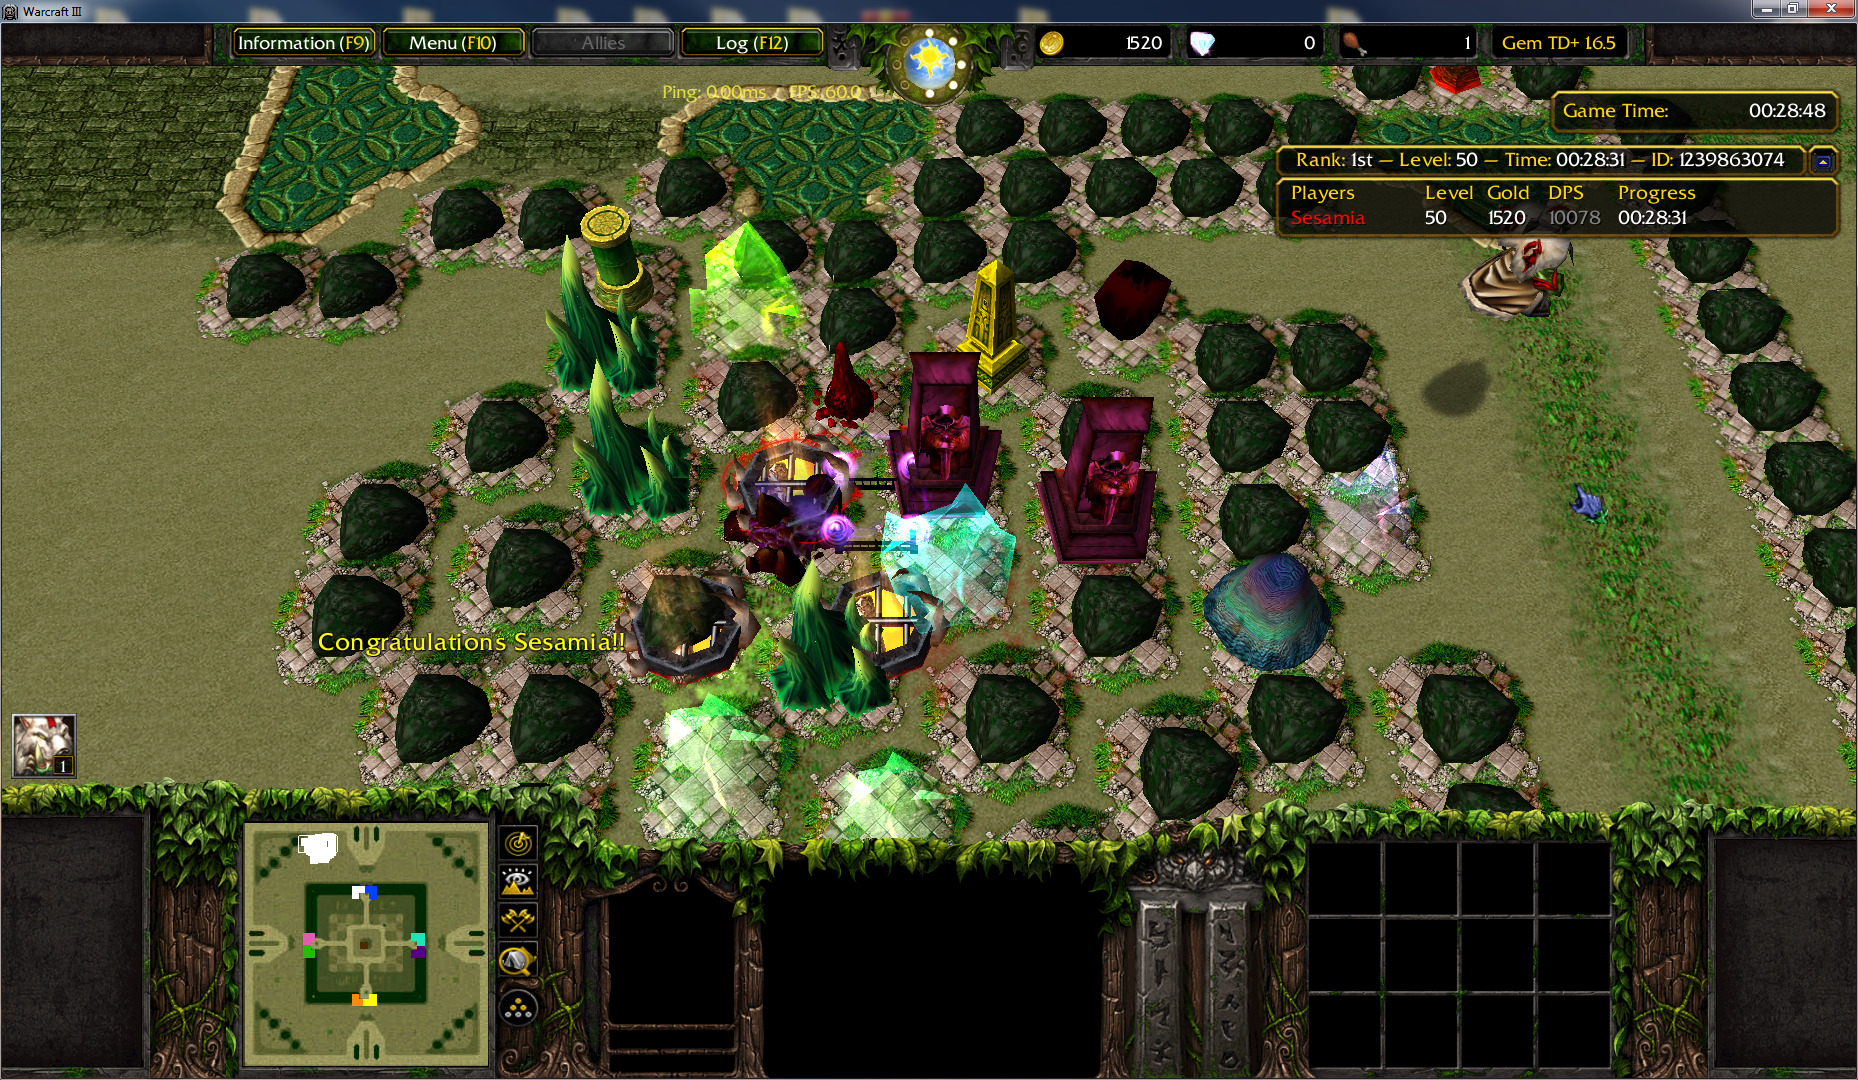 Warcraft III
Information (F9)
Menu (F10)
Allies
Log (F12)
1520
0
1
Gem TD+ 16.5
Ping: 0.00ms / FPS: 60.0
Game Time: 00:28:48
Rank: 1st — Level: 50 — Time: 00:28:31 — ID: 1239863074
Players Level Gold DPS Progress
Sesamia 50 1520 10078 00:28:31
Congratulations Sesamia!!
1